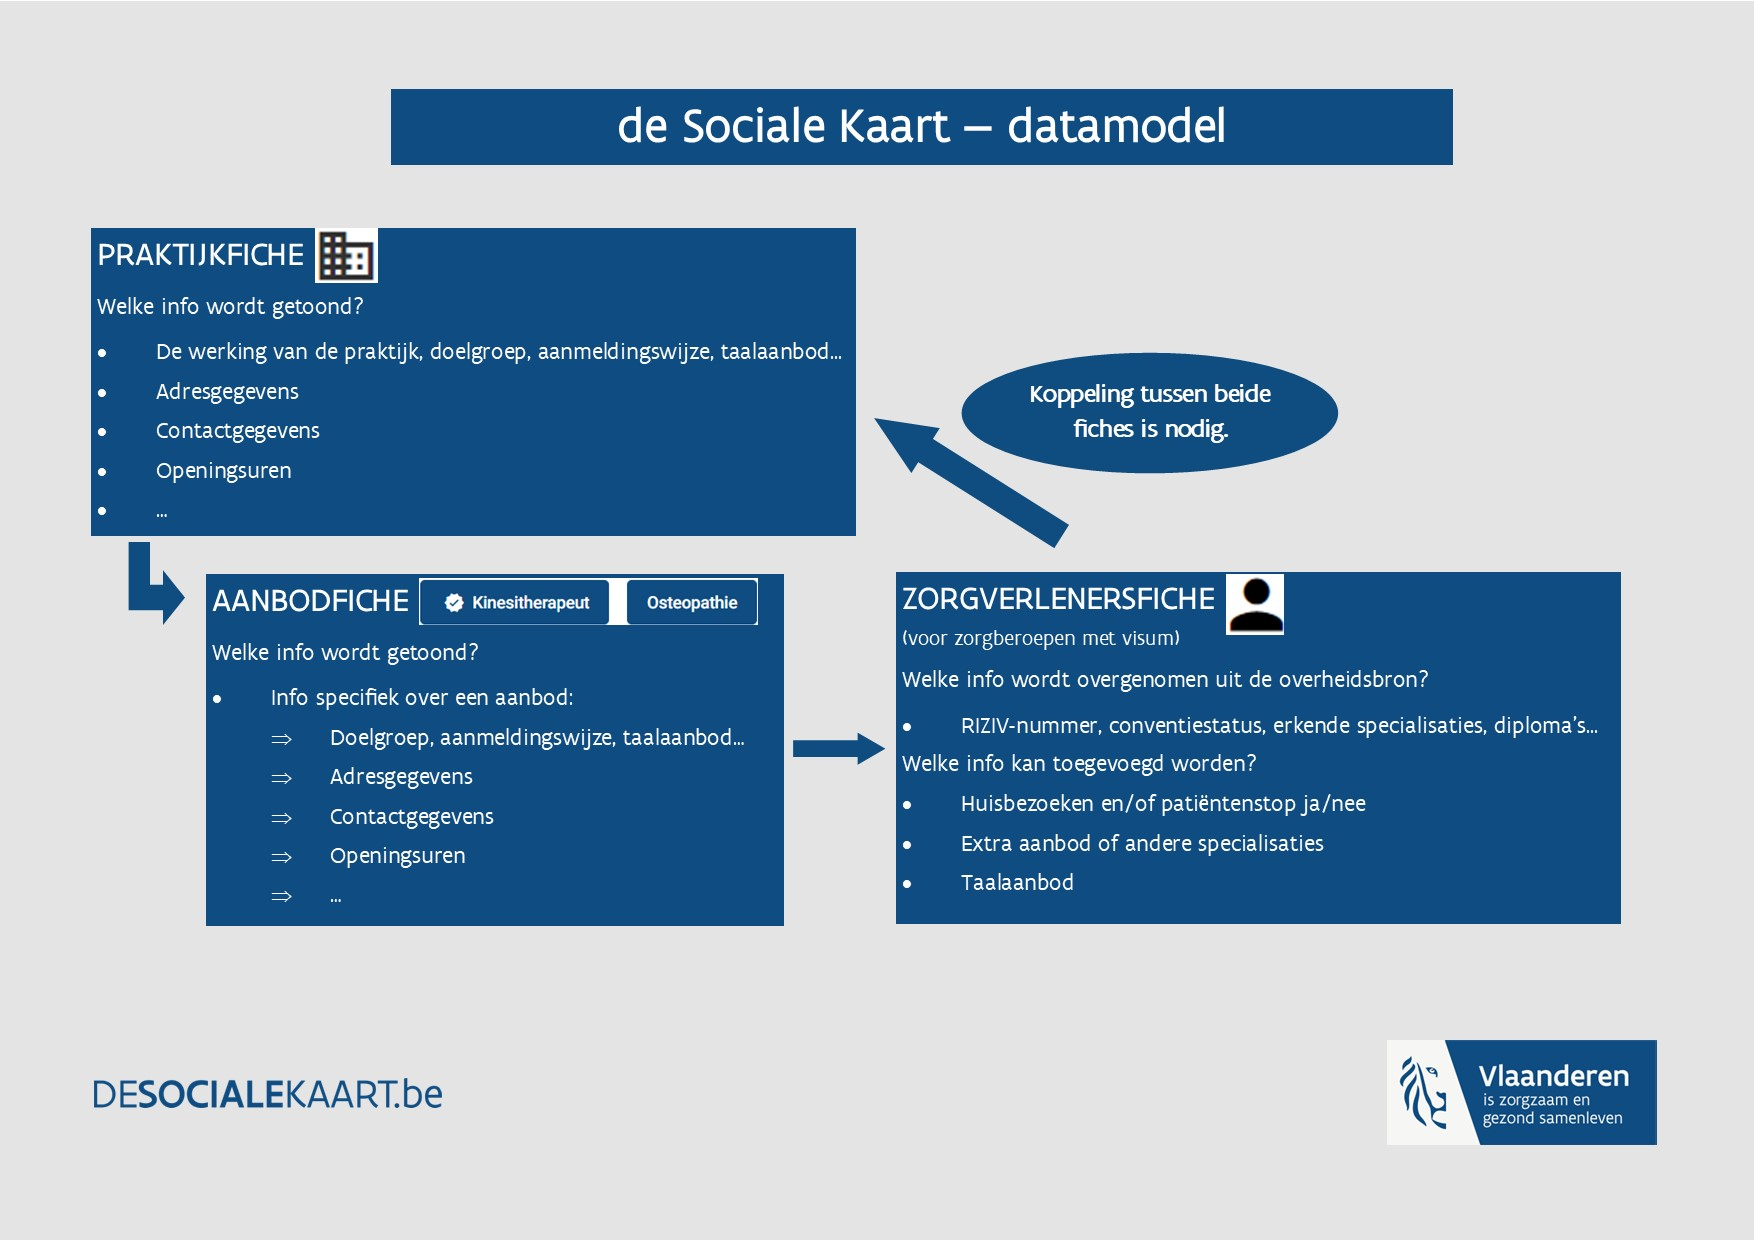 de Sociale Kaart – datamodel
PRAKTIJKFICHE
Welke info wordt getoond?
• De werking van de praktijk, doelgroep, aanmeldingswijze, taalaanbod...
• Adresgegevens
• Contactgegevens
• Openingsuren
• ...
Koppeling tussen beide
fiches is nodig.
AANBODFICHE Kinesitherapeut Osteopathie
Welke info wordt getoond?
• Info specifiek over een aanbod:
⇒ Doelgroep, aanmeldingswijze, taalaanbod...
⇒ Adresgegevens
⇒ Contactgegevens
⇒ Openingsuren
⇒ ...
ZORGVERLENERSFICHE
(voor zorgberoepen met visum)
Welke info wordt overgenomen uit de overheidsbron?
• RIZIV-nummer, conventiestatus, erkende specialisaties, diploma's...
Welke info kan toegevoegd worden?
• Huisbezoeken en/of patiëntenstop ja/nee
• Extra aanbod of andere specialisaties
• Taalaanbod
DESOCIALEKAART.be
Vlaanderen
is zorgzaam en
gezond samenleven